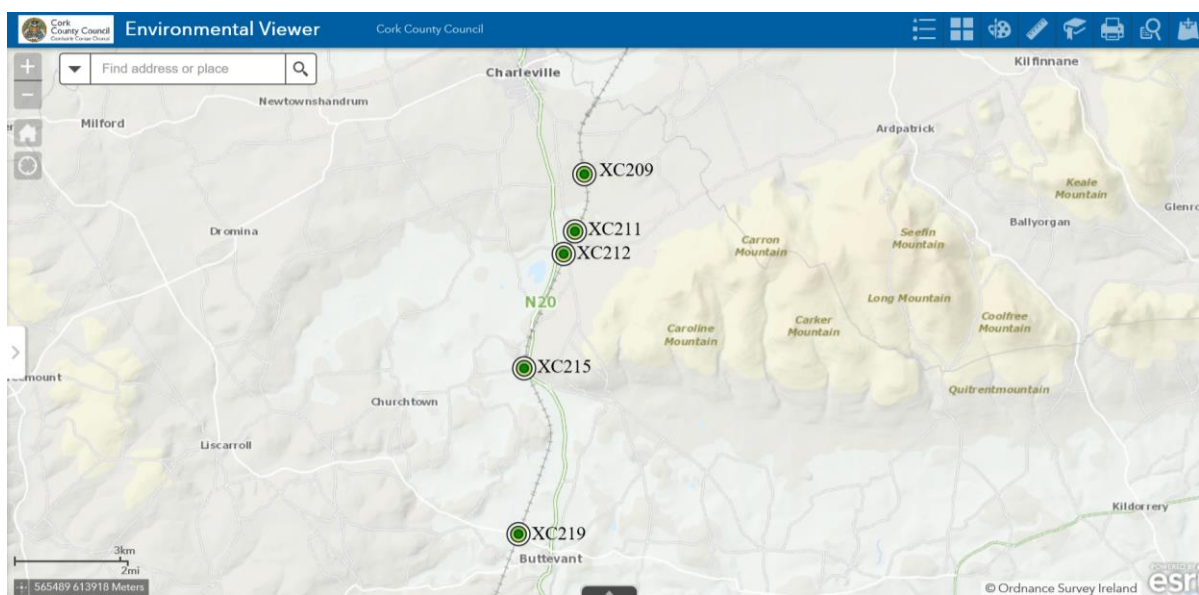 Cork
County Council
Environmental Viewer
Cork County Council
Find address or place
Charleville
Kilfinnane
Newtownshandrum
Milford
Ardpatrick
XC209
Keale
Mountain
Glenro
Ballyorgan
Dromina
XC211
Carron
Mountain
Seefin
Mountain
XC212
N20
Long Mountain
Caroline
Mountain
Carker
Mountain
Coolfree
Mountain
XC215
Quitrentmountain
Churchtown
Liscarroll
Kildorrery
XC219
Buttevant
3km
2mi
565489 613918 Meters
© Ordnance Survey Ireland
POWERED BY
esri